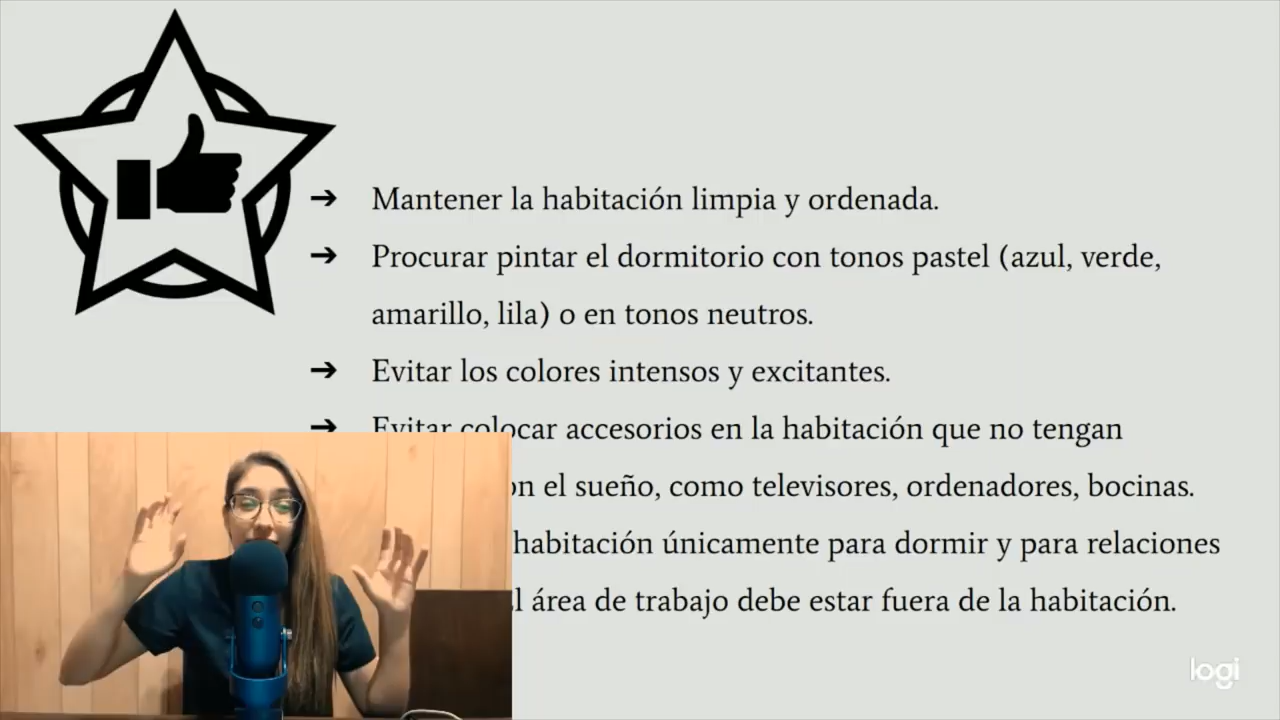 ➔ Mantener la habitación limpia y ordenada.
➔ Procurar pintar el dormitorio con tonos pastel (azul, verde,
amarillo, lila) o en tonos neutros.
➔ Evitar los colores intensos y excitantes.
➔ Evitar colocar accesorios en la habitación que no tengan
on el sueño, como televisores, ordenadores, bocinas.
habitación únicamente para dormir y para relaciones
l área de trabajo debe estar fuera de la habitación.
logi